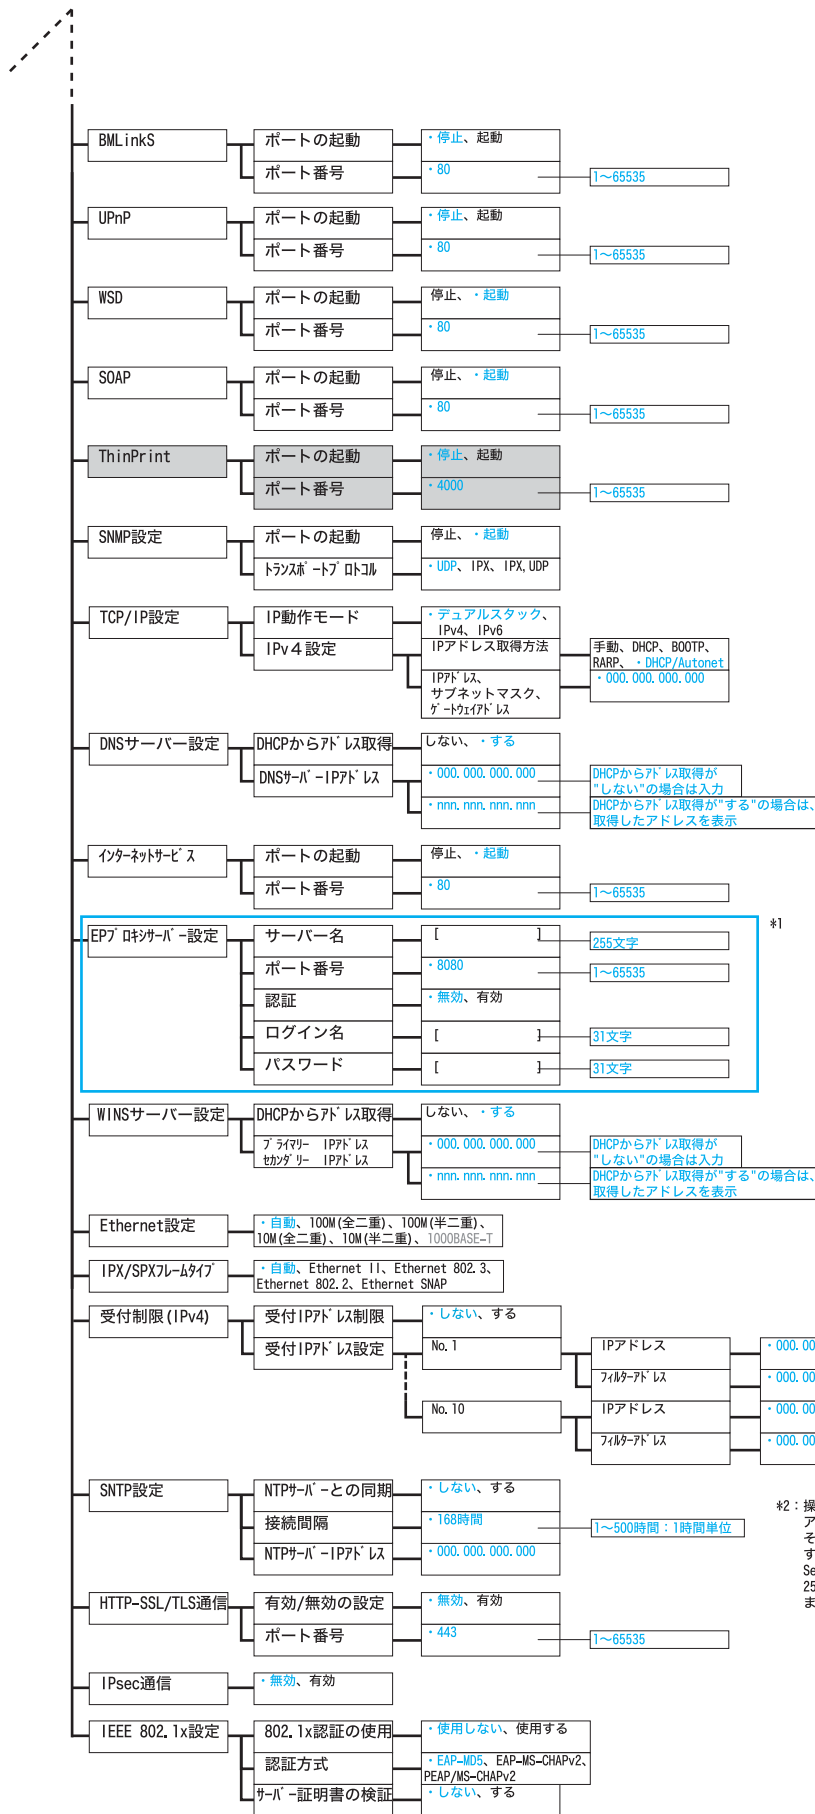 BMLinkS
ポートの起動
・停止、起動
ポート番号
・80
1～65535
UPnP
ポートの起動
・停止、起動
ポート番号
・80
1～65535
WSD
ポートの起動
停止、・起動
ポート番号
・80
1～65535
SOAP
ポートの起動
停止、・起動
ポート番号
・80
1～65535
ThinPrint
ポートの起動
・停止、起動
ポート番号
・4000
1～65535
SNMP設定
ポートの起動
停止、・起動
トランスポートプロトコル
・UDP、IPX、IPX,UDP
TCP/IP設定
IP動作モード
・デュアルスタック、
IPv4、IPv6
IPv４設定
IPアドレス取得方法
手動、DHCP、BOOTP、
RARP、・DHCP/Autonet
IPアドレス、
サブネットマスク、
ゲートウェイアドレス
・000.000.000.000
DNSサーバー設定
DHCPからアドレス取得
しない、・する
DNSサーバーIPアドレス
・000.000.000.000
DHCPからアドレス取得が
"しない"の場合は入力
・nnn.nnn.nnn.nnn
DHCPからアドレス取得が"する"の場合は、
取得したアドレスを表示
インターネットサービス
ポートの起動
停止、・起動
ポート番号
・80
1～65535
*1
EPプロキシサーバー設定
サーバー名
[ ]
255文字
ポート番号
・8080
1～65535
認証
・無効、有効
ログイン名
[ ]
31文字
パスワード
[ ]
31文字
WINSサーバー設定
DHCPからアドレス取得
しない、・する
プライマリー IPアドレス
セカンダリー IPアドレス
・000.000.000.000
DHCPからアドレス取得が
"しない"の場合は入力
・nnn.nnn.nnn.nnn
DHCPからアドレス取得が"する"の場合は、
取得したアドレスを表示
Ethernet設定
・自動、100M(全二重)、100M(半二重)、
10M(全二重)、10M(半二重)、1000BASE-T
IPX/SPXフレームタイプ
・自動、Ethernet II、Ethernet 802.3、
Ethernet 802.2、Ethernet SNAP
受付制限(IPv4)
受付IPアドレス制限
・しない、する
受付IPアドレス設定
No.1
IPアドレス
・000.00
フィルターアドレス
・000.00
No.10
IPアドレス
・000.00
フィルターアドレス
・000.00
SNTP設定
NTPサーバーとの同期
・しない、する
接続間隔
・168時間
1～500時間：1時間単位
NTPサーバーIPアドレス
・000.000.000.000
*2：操
ア
そ
す
Se
25
ま
HTTP-SSL/TLS通信
有効/無効の設定
・無効、有効
ポート番号
・443
1～65535
IPsec通信
・無効、有効
IEEE 802.1x設定
802.1x認証の使用
・使用しない、使用する
認証方式
・EAP-MD5、EAP-MS-CHAPv2、
PEAP/MS-CHAPv2
サーバー証明書の検証
・しない、する